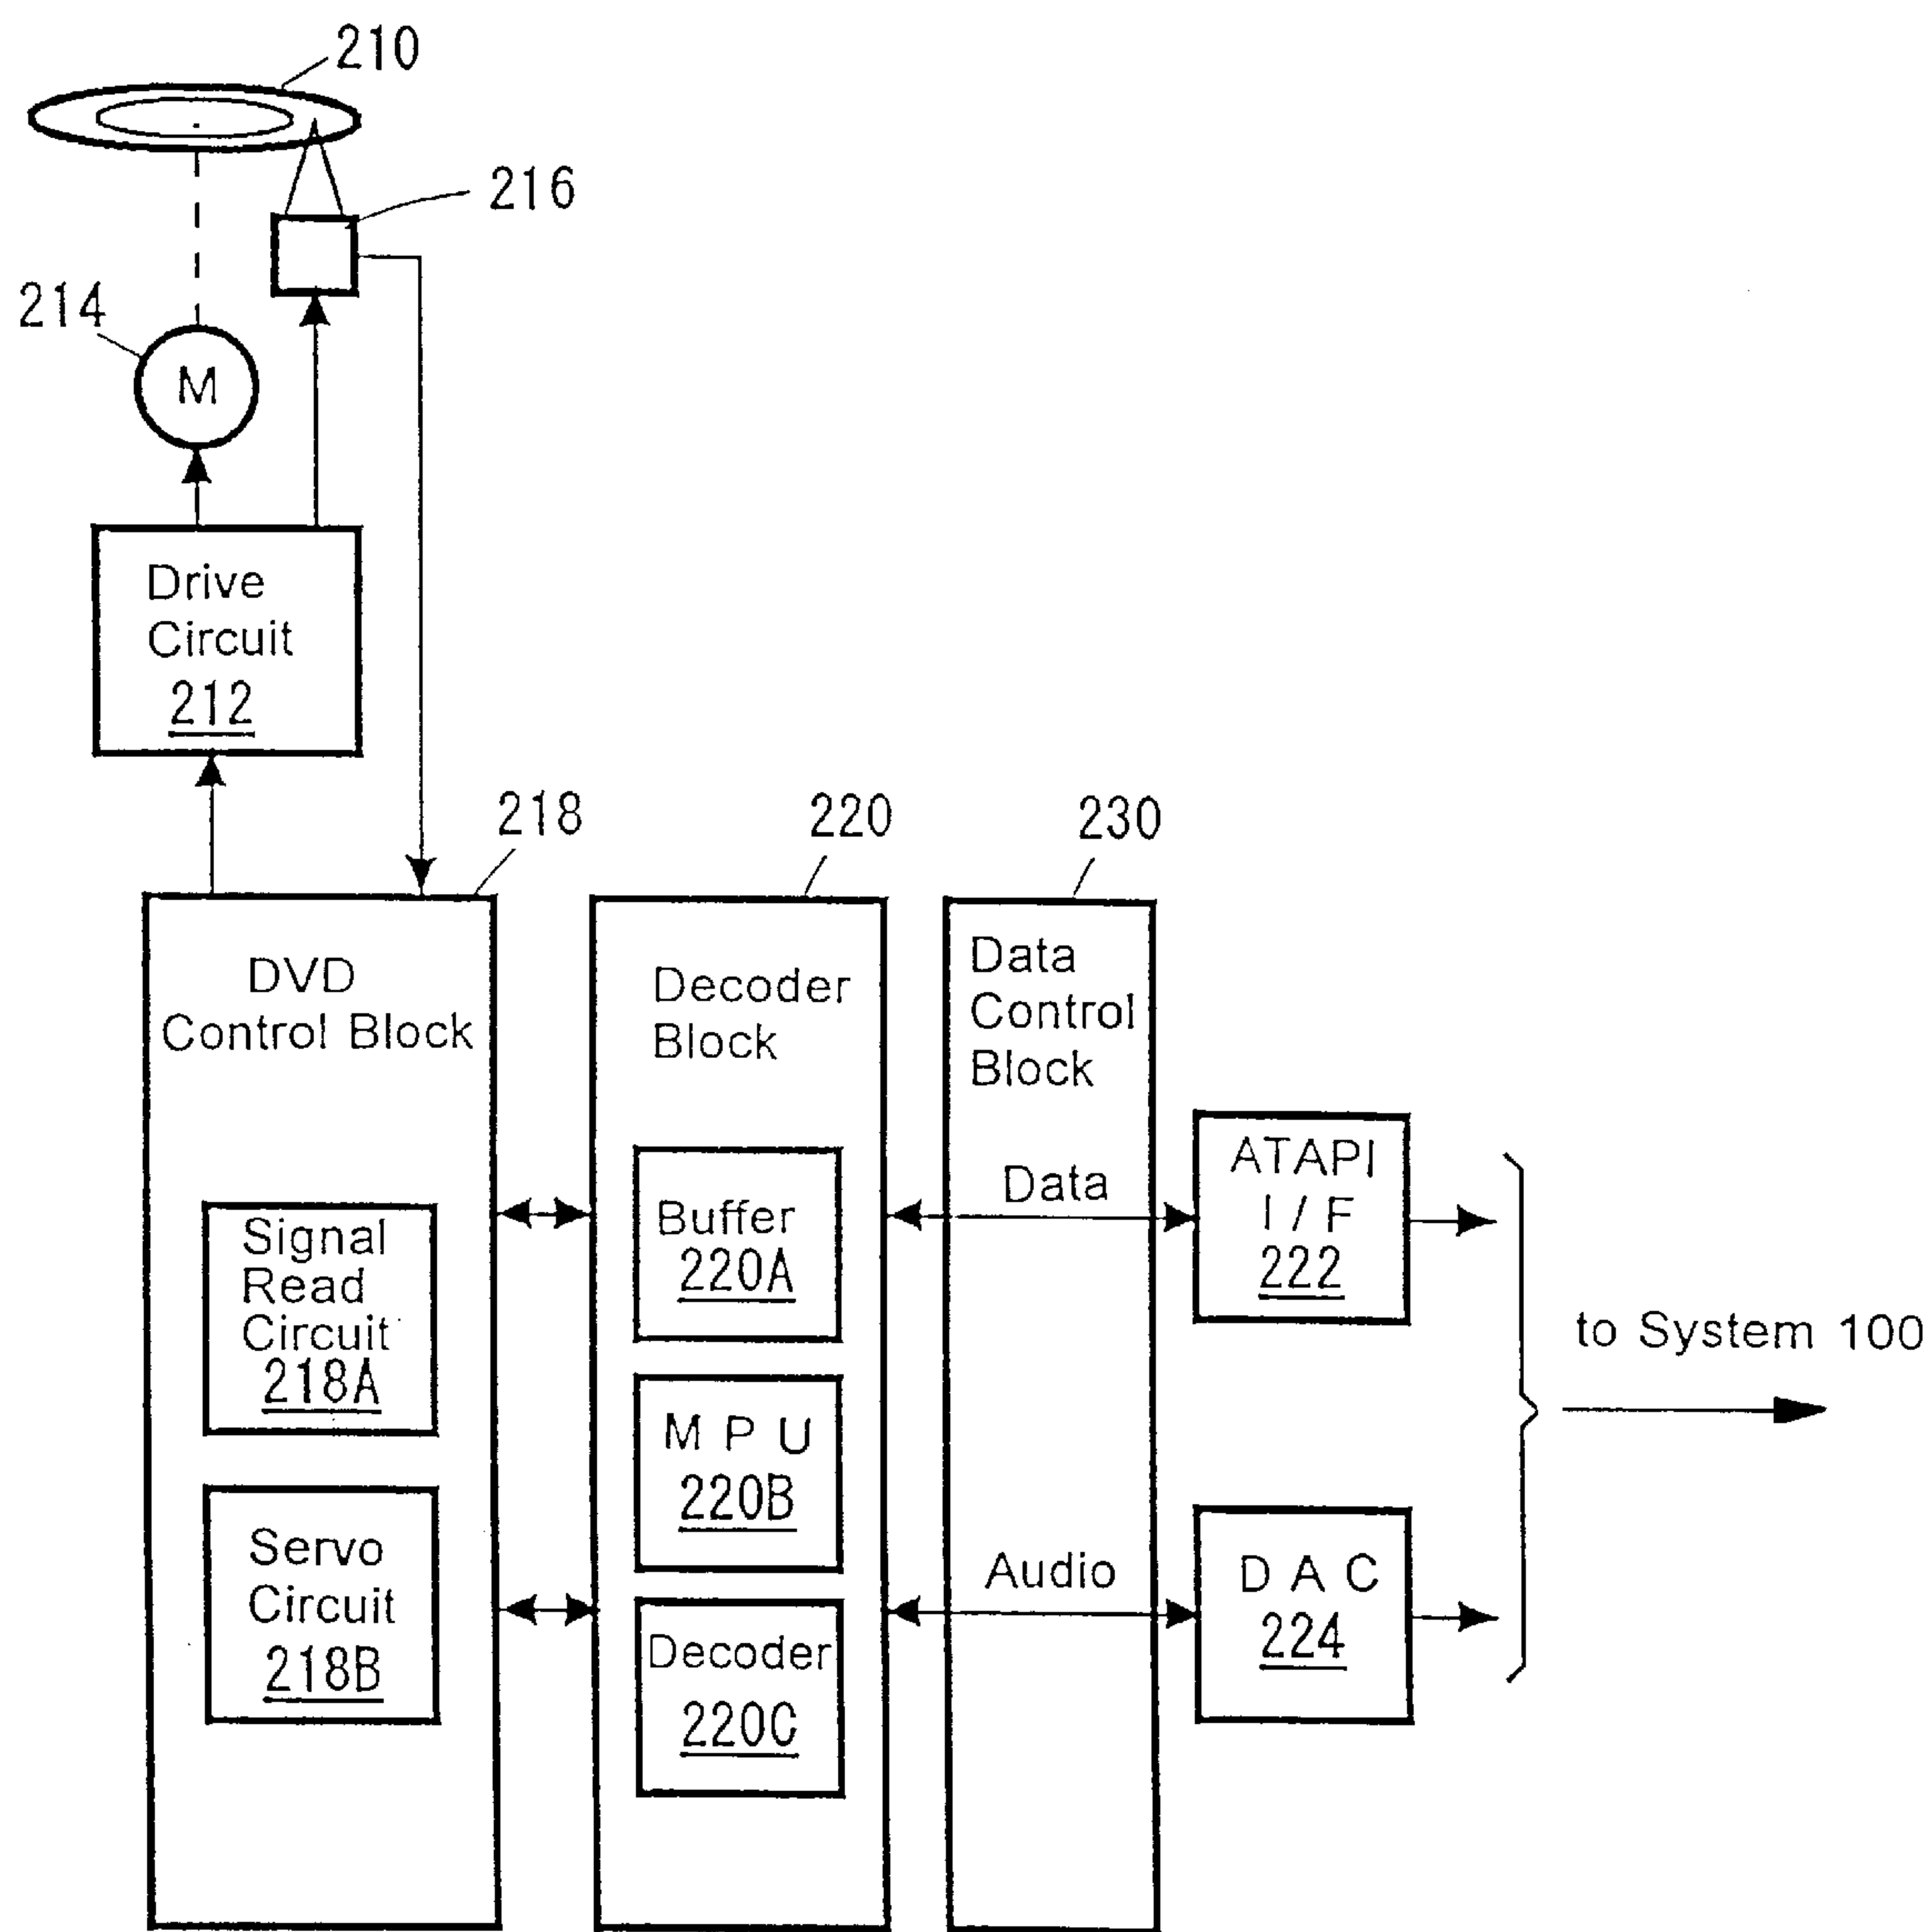 210
216
214
M
Drive
Circuit
212
218
220
230
DVD
Control Block
Signal
Read
Circuit
218A
Servo
Circuit
218B
Decoder
Block
Buffer
220A
M P U
220B
Decoder
220C
Data
Control
Block
Data
Audio
ATAPI
I / F
222
D A C
224
to System 100